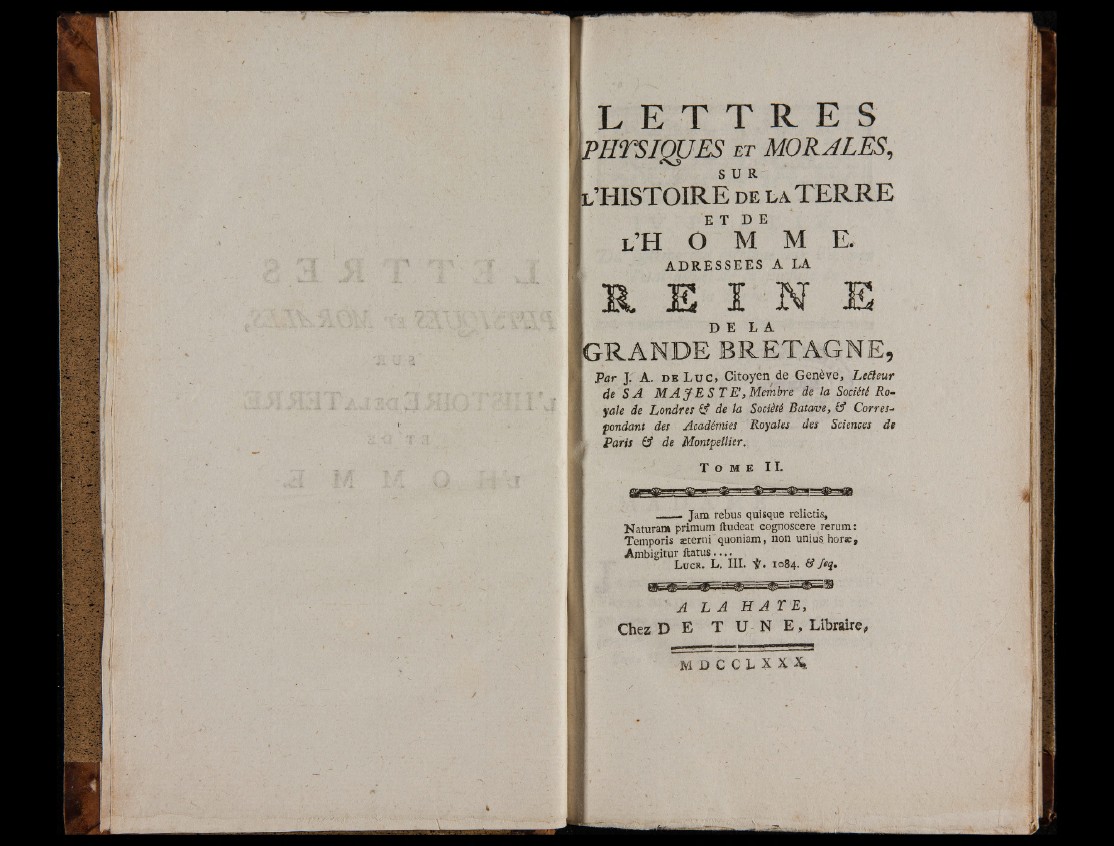 LETTRES
PHYSIQUES ET MORALES,
SUR
L'HISTOIRE DE LA TERRE
ET DE
L'HOMME.
ADRESSEES A LA
REINE
DE LA
GRANDE BRETAGNE,
Par J. A. DE LUC, Citoyen de Genève, Lecteur
de SA MAJESTE', Membre de la Société Ro-
yale de Londres & de la Société Batave, & Corres-
pondant des Académies Royales des Sciences de
Paris & de Montpellier.
TOME II.
—— Jam rebus quisque relictis,
Naturam primum ſtudeat cognoscere rerum:
Temporis æterni quoniam, non unius horæ,
Ambigitur ſtatus....
LUCR. L. III. ℣. 1084. & ſeq.
A LA HAYE,
Chez DE TUNE, Libraire,
MDCCLXXX.